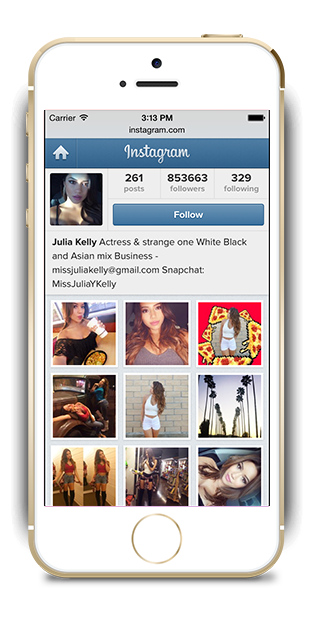 Carrier 3:13 PM
instagram.com
Instagram
261 853663 329
posts followers following
Follow
Julia Kelly Actress & strange one White Black
and Asian mix Business -
missjuliakelly@gmail.com Snapchat:
MissJuliaYKelly